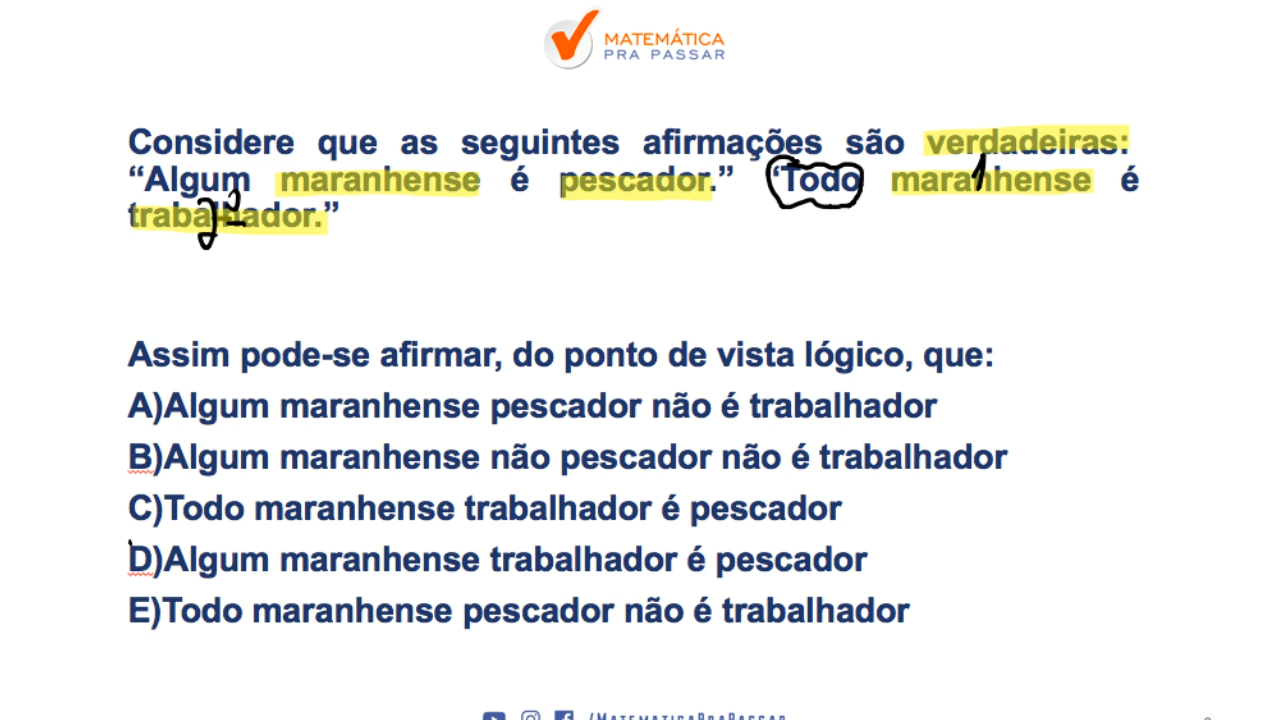 MATEMÁTICA
PRA PASSAR
Considere que as seguintes afirmações são verdadeiras:
“Algum maranhense é pescador.” “Todo maranhense é
trabalhador.”
1
2º
Assim pode-se afirmar, do ponto de vista lógico, que:
A)Algum maranhense pescador não é trabalhador
B)Algum maranhense não pescador não é trabalhador
C)Todo maranhense trabalhador é pescador
D)Algum maranhense trabalhador é pescador
E)Todo maranhense pescador não é trabalhador
/MATEMATICAPRAPASSAR